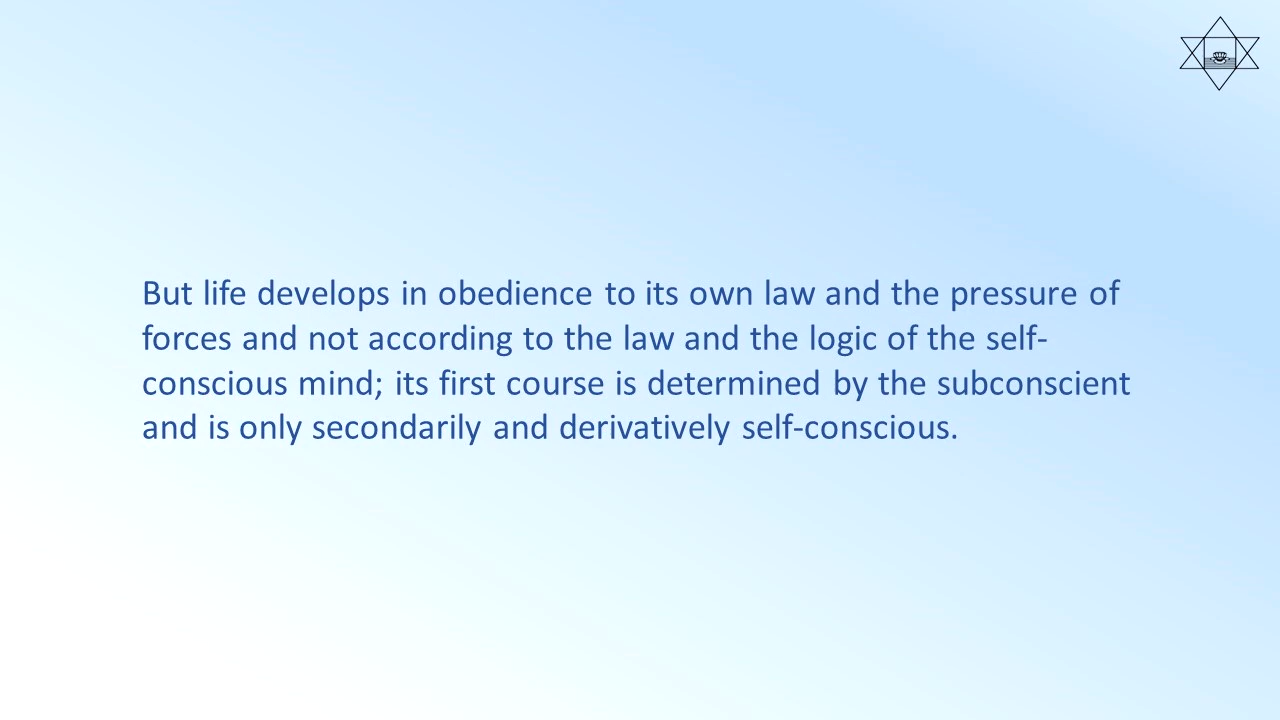 But life develops in obedience to its own law and the pressure of
forces and not according to the law and the logic of the self-
conscious mind; its first course is determined by the subconscient
and is only secondarily and derivatively self-conscious.